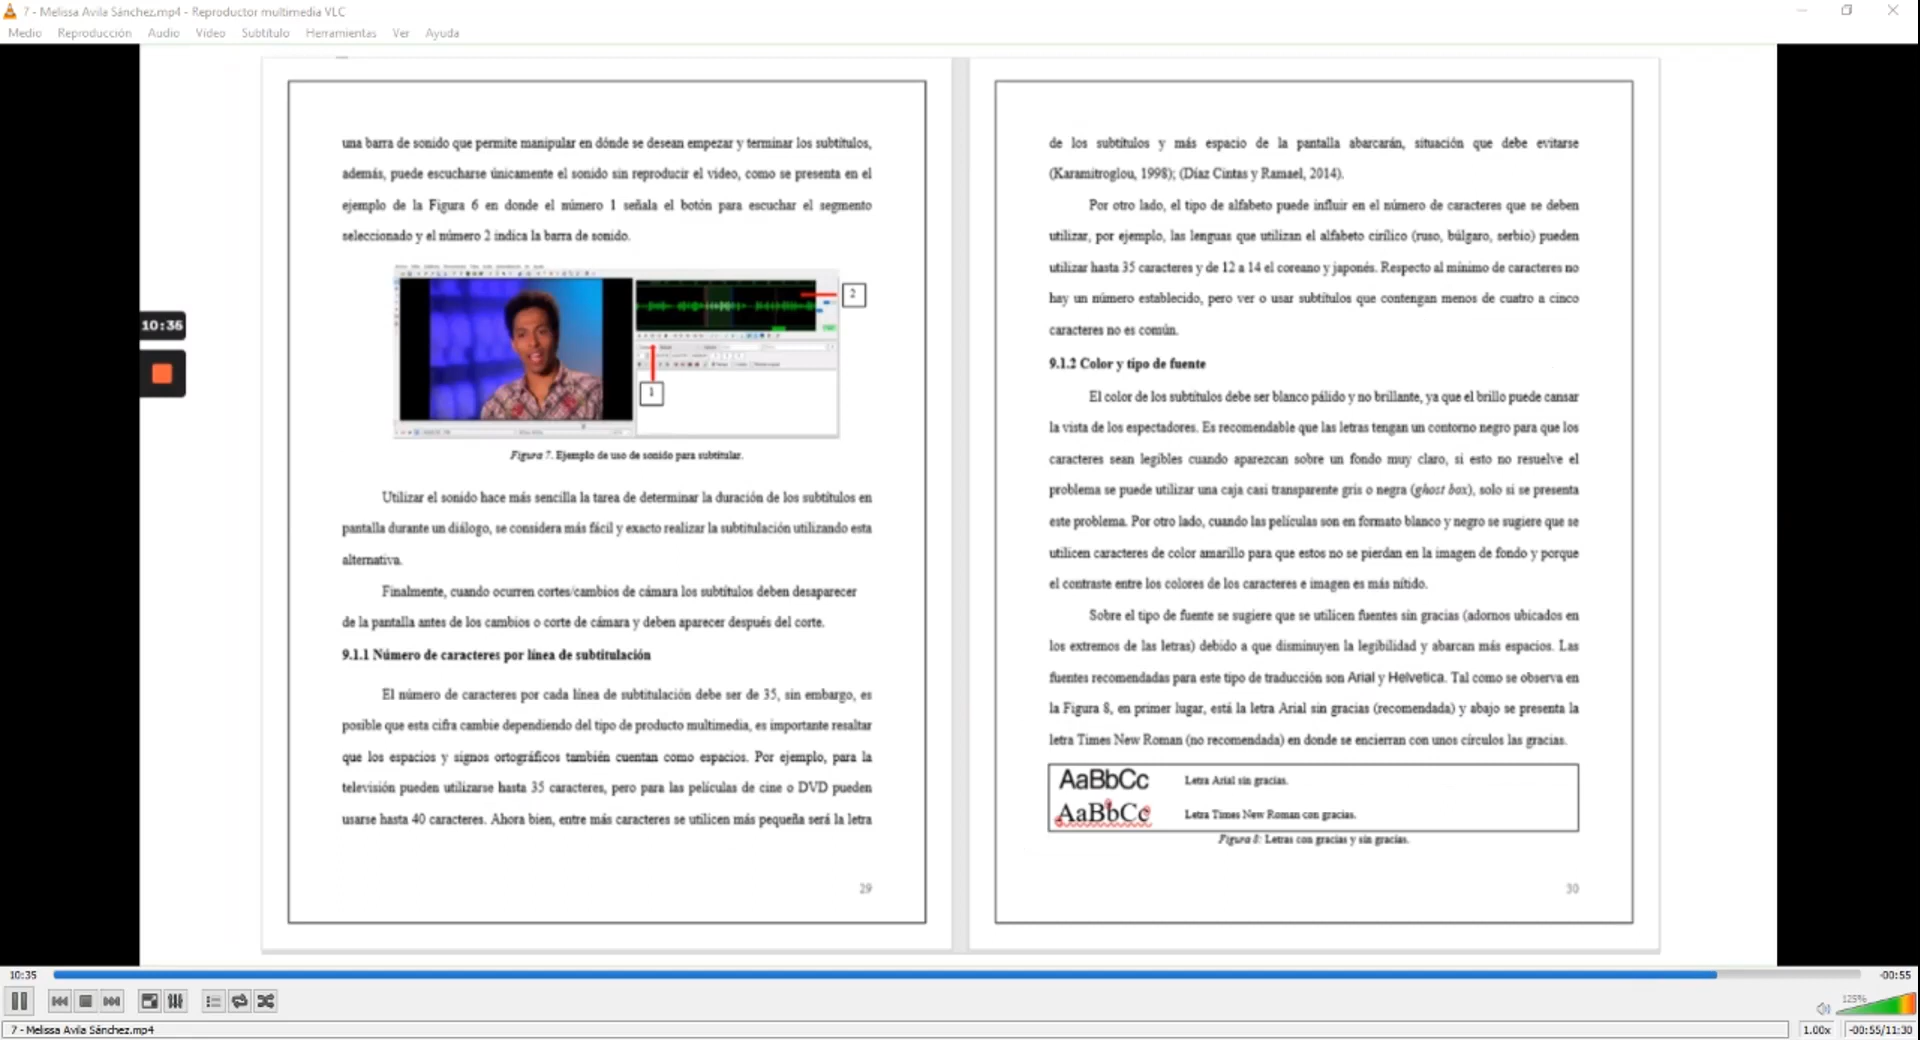 7 - Melissa Avila Sánchez.mp4 - Reproductor multimedia VLC
Medio Reproducción Audio Vídeo Subtítulo Herramientas Ver Ayuda
una barra de sonido que permite manipular en dónde se desean empezar y terminar los subtítulos,
además, puede escucharse únicamente el sonido sin reproducir el video, como se presenta en el
ejemplo de la Figura 6 en donde el número 1 señala el botón para escuchar el segmento
seleccionado y el número 2 indica la barra de sonido.
2
1
Figura 7. Ejemplo de uso de sonido para subtitular.
Utilizar el sonido hace más sencilla la tarea de determinar la duración de los subtítulos en
pantalla durante un diálogo, se considera más fácil y exacto realizar la subtitulación utilizando esta
alternativa.
Finalmente, cuando ocurren cortes/cambios de cámara los subtítulos deben desaparecer
de la pantalla antes de los cambios o corte de cámara y deben aparecer después del corte.
9.1.1 Número de caracteres por línea de subtitulación
El número de caracteres por cada línea de subtitulación debe ser de 35, sin embargo, es
posible que esta cifra cambie dependiendo del tipo de producto multimedia, es importante resaltar
que los espacios y signos ortográficos también cuentan como espacios. Por ejemplo, para la
televisión pueden utilizarse hasta 35 caracteres, pero para las películas de cine o DVD pueden
usarse hasta 40 caracteres. Ahora bien, entre más caracteres se utilicen más pequeña será la letra
29
de los subtítulos y más espacio de la pantalla abarcarán, situación que debe evitarse
(Karamitroglou, 1998); (Díaz Cintas y Ramael, 2014).
Por otro lado, el tipo de alfabeto puede influir en el número de caracteres que se deben
utilizar, por ejemplo, las lenguas que utilizan el alfabeto cirílico (ruso, búlgaro, serbio) pueden
utilizar hasta 35 caracteres y de 12 a 14 el coreano y japonés. Respecto al mínimo de caracteres no
hay un número establecido, pero ver o usar subtítulos que contengan menos de cuatro a cinco
caracteres no es común.
9.1.2 Color y tipo de fuente
El color de los subtítulos debe ser blanco pálido y no brillante, ya que el brillo puede cansar
la vista de los espectadores. Es recomendable que las letras tengan un contorno negro para que los
caracteres sean legibles cuando aparezcan sobre un fondo muy claro, si esto no resuelve el
problema se puede utilizar una caja casi transparente gris o negra (ghost box), solo si se presenta
este problema. Por otro lado, cuando las películas son en formato blanco y negro se sugiere que se
utilicen caracteres de color amarillo para que estos no se pierdan en la imagen de fondo y porque
el contraste entre los colores de los caracteres e imagen es más nítido.
Sobre el tipo de fuente se sugiere que se utilicen fuentes sin gracias (adornos ubicados en
los extremos de las letras) debido a que disminuyen la legibilidad y abarcan más espacios. Las
fuentes recomendadas para este tipo de traducción son Arial y Helvetica. Tal como se observa en
la Figura 8, en primer lugar, está la letra Arial sin gracias (recomendada) y abajo se presenta la
letra Times New Roman (no recomendada) en donde se encierran con unos círculos las gracias.
AaBbCc Letra Arial sin gracias.
AaBbCc Letra Times New Roman con gracias.
Figura 8: Letras con gracias y sin gracias.
30
10:36
10:35
-00:55
125%
7 - Melissa Avila Sánchez.mp4
1.00x
-00:55/11:30